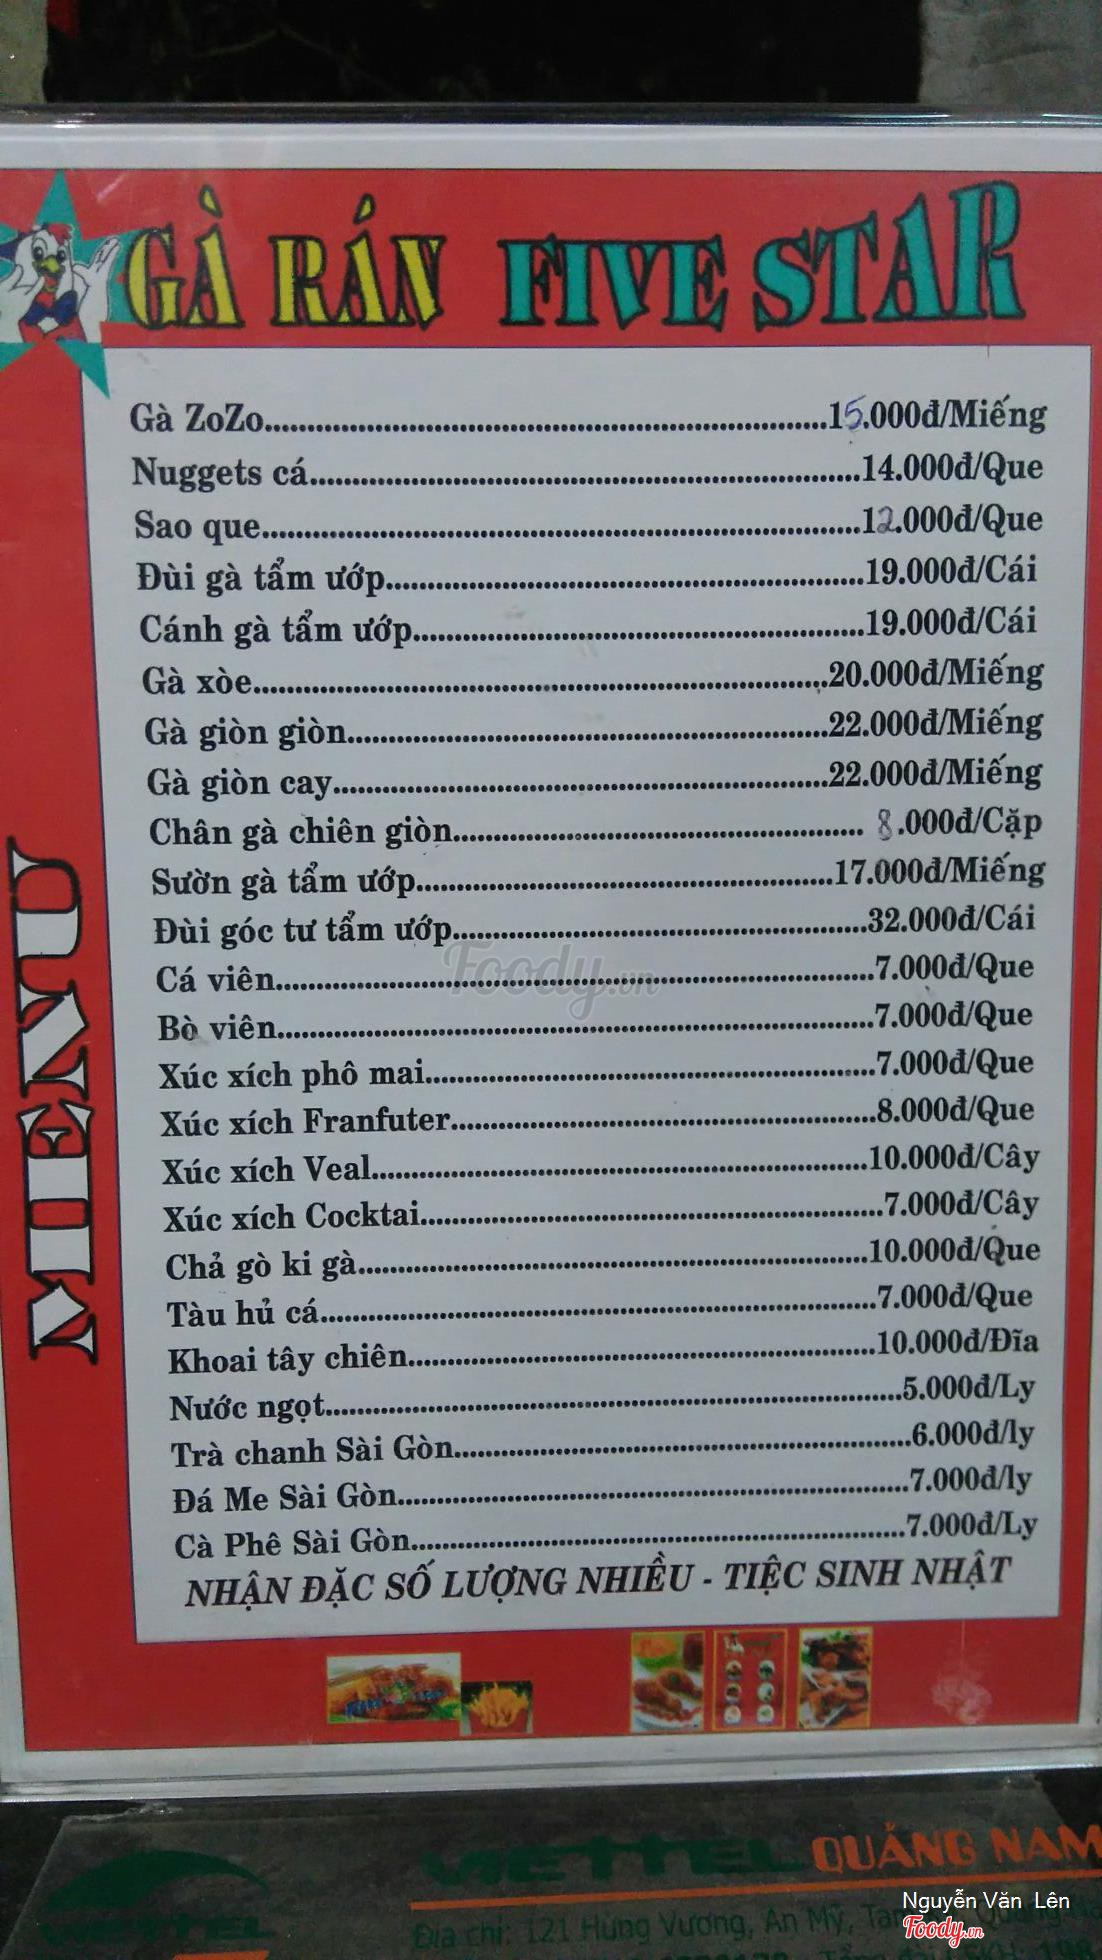 GÀ RÁN FIVE STAR
MENU
Gà ZoZo..........15.000đ/Miếng
Nuggets cá..........14.000đ/Que
Sao que..........12.000đ/Que
Đùi gà tẩm ướp..........19.000đ/Cái
Cánh gà tẩm ướp..........19.000đ/Cái
Gà xòe..........20.000đ/Miếng
Gà giòn giòn..........22.000đ/Miếng
Gà giòn cay..........22.000đ/Miếng
Chân gà chiên giòn.......... 8.000đ/Cặp
Sườn gà tẩm ướp..........17.000đ/Miếng
Đùi góc tư tẩm ướp..........32.000đ/Cái
Cá viên..........7.000đ/Que
Bò viên..........7.000đ/Que
Xúc xích phô mai..........7.000đ/Que
Xúc xích Franfuter..........8.000đ/Que
Xúc xích Veal..........10.000đ/Cây
Xúc xích Cocktai..........7.000đ/Cây
Chả gò ki gà..........10.000đ/Que
Tàu hủ cá..........7.000đ/Que
Khoai tây chiên..........10.000đ/Đĩa
Nước ngọt..........5.000đ/Ly
Trà chanh Sài Gòn..........6.000đ/ly
Đá Me Sài Gòn..........7.000đ/ly
Cà Phê Sài Gòn..........7.000đ/Ly
NHẬN ĐẶC SỐ LƯỢNG NHIỀU - TIỆC SINH NHẬT
Foody.vn
VIETTEL QUẢNG NAM
Địa chỉ 121 Hùng Vương, An Mỹ,
Nguyễn Văn Lên
Foody.vn